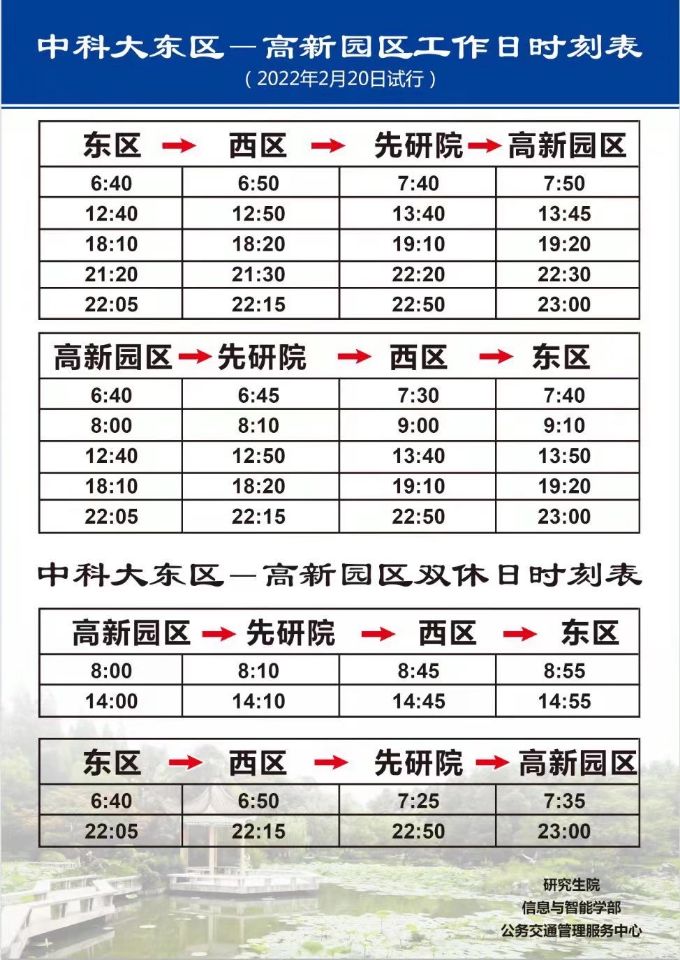 中科大东区—高新园区工作日时刻表
（2022年2月20日试行）
东区 → 西区 → 先研院 → 高新园区
6:40 6:50 7:40 7:50
12:40 12:50 13:40 13:45
18:10 18:20 19:10 19:20
21:20 21:30 22:20 22:30
22:05 22:15 22:50 23:00
高新园区 → 先研院 → 西区 → 东区
6:40 6:45 7:30 7:40
8:00 8:10 9:00 9:10
12:40 12:50 13:40 13:50
18:10 18:20 19:10 19:20
22:05 22:15 22:50 23:00
中科大东区—高新园区双休日时刻表
高新园区 → 先研院 → 西区 → 东区
8:00 8:10 8:45 8:55
14:00 14:10 14:45 14:55
东区 → 西区 → 先研院 → 高新园区
6:40 6:50 7:25 7:35
22:05 22:15 22:50 23:00
研究生院
信息与智能学部
公务交通管理服务中心